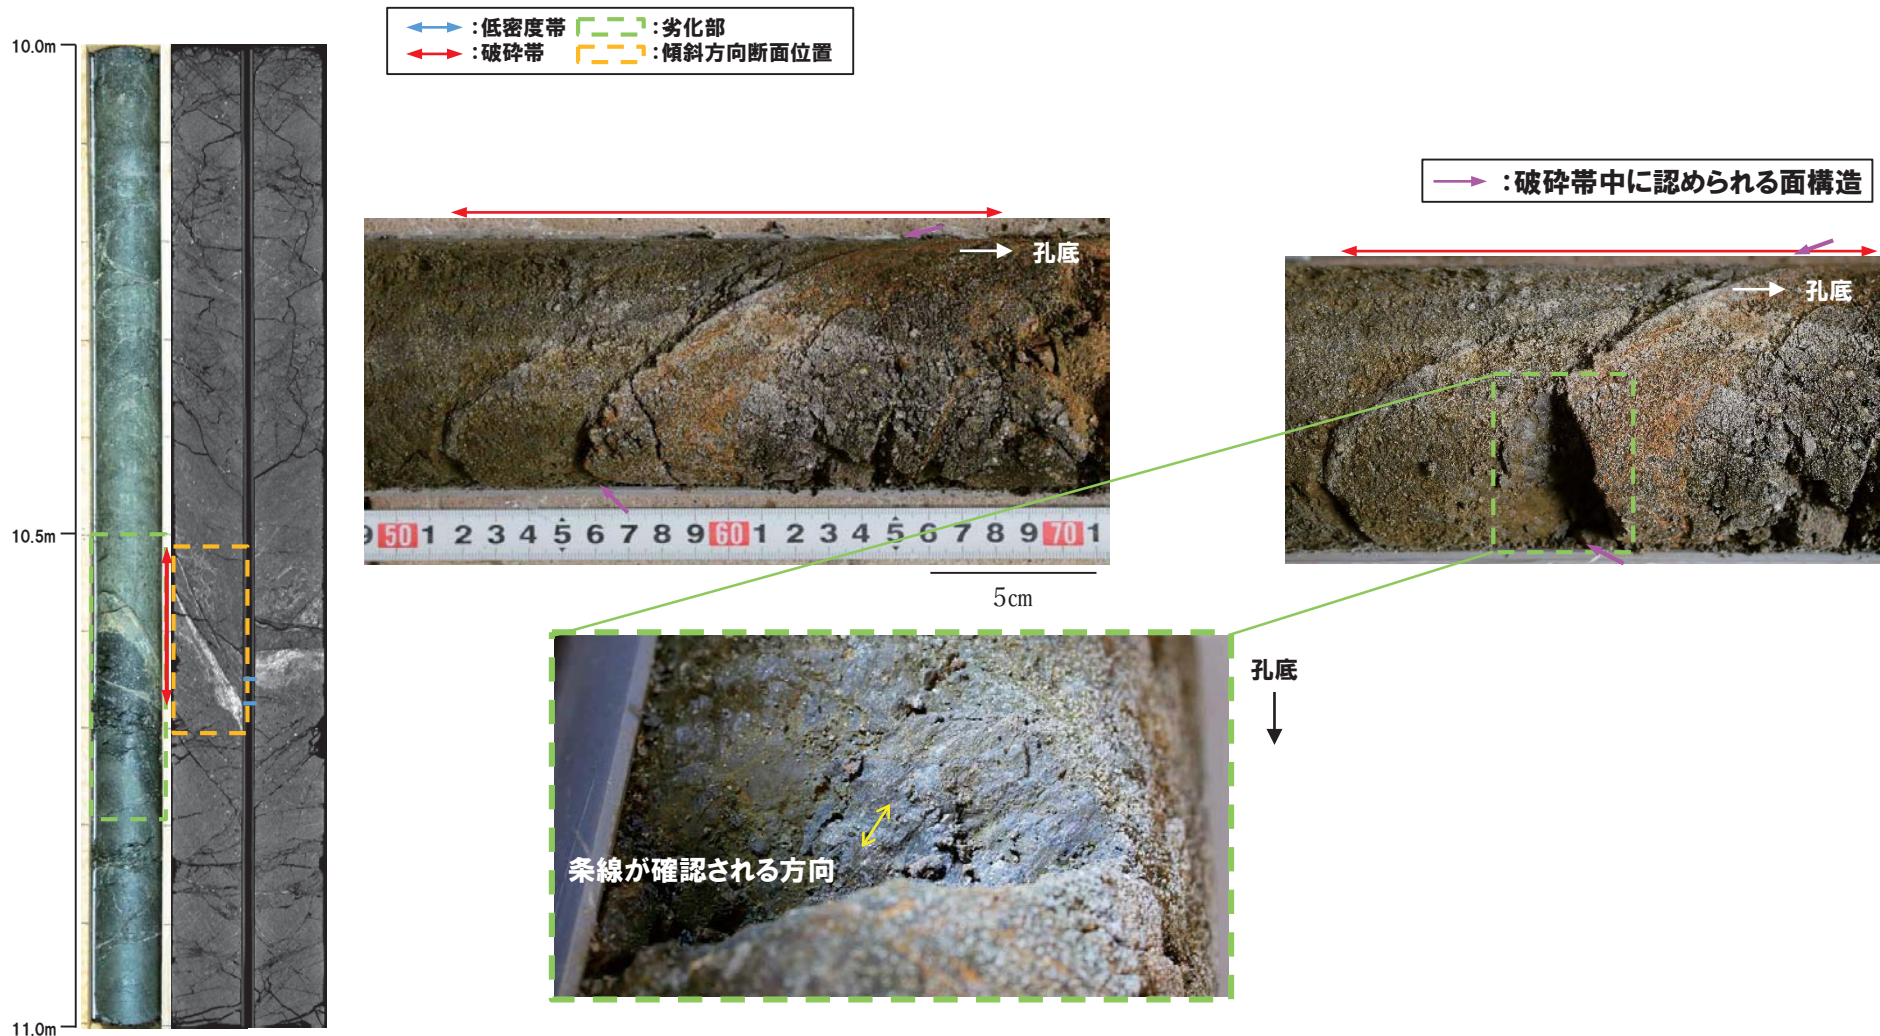 :低密度帯 :劣化部
:破砕帯 :傾斜方向断面位置
10.0m
10.5m
11.0m
:破砕帯中に認められる面構造
孔底
9 50 1 2 3 4 5 6 7 8 9 60 1 2 3 4 5 6 7 8 9 70 1
5cm
孔底
孔底
条線が確認される方向